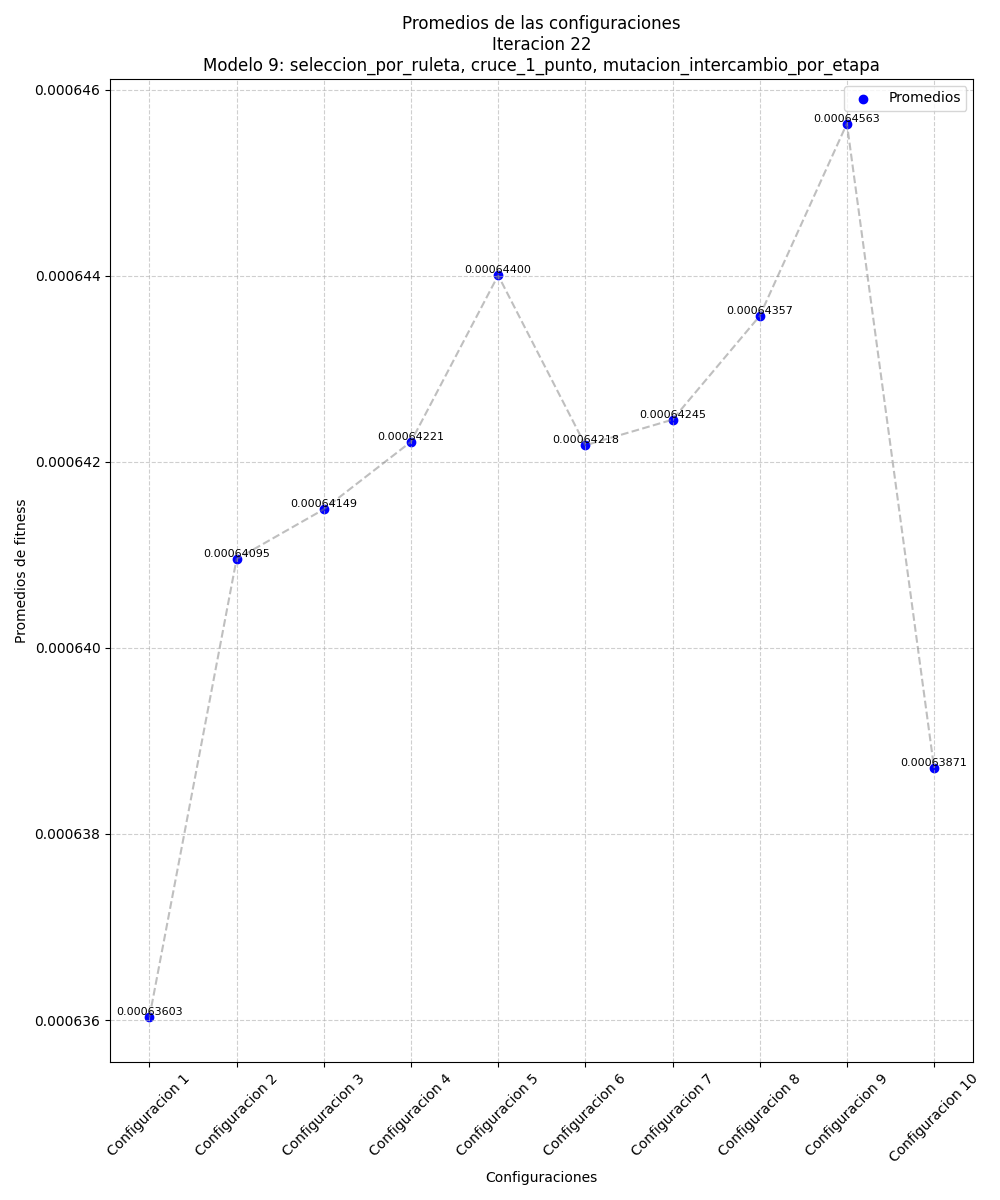 Promedios de las configuraciones
Iteracion 22
Modelo 9: seleccion_por_ruleta, cruce_1_punto, mutacion_intercambio_por_etapa
Promedios
0.000646
0.000644
0.000642
0.000640
0.000638
0.000636
Promedios de fitness
0.00063603
0.00064095
0.00064149
0.00064221
0.00064400
0.00064218
0.00064245
0.00064357
0.00064563
0.00063871
Configuracion 1
Configuracion 2
Configuracion 3
Configuracion 4
Configuracion 5
Configuracion 6
Configuracion 7
Configuracion 8
Configuracion 9
Configuracion 10
Configuraciones